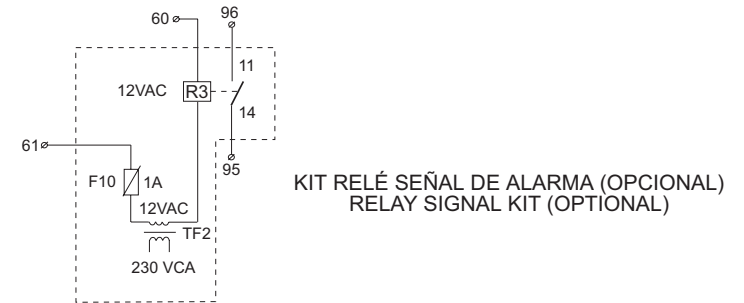 60
96
11
12VAC
R3
14
61
95
F10
1A
12VAC
TF2
230 VCA
KIT RELÉ SEÑAL DE ALARMA (OPCIONAL)
RELAY SIGNAL KIT (OPTIONAL)